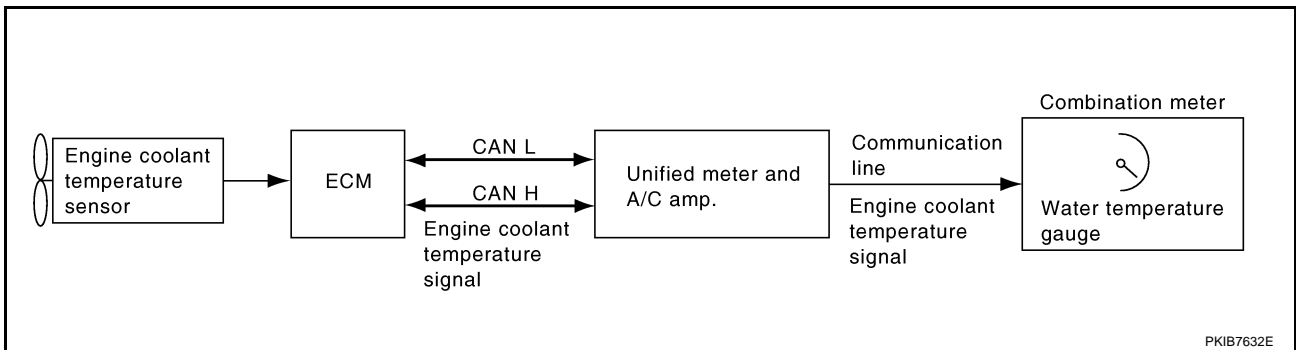 Engine coolant
temperature
sensor
ECM
CAN L
CAN H
Engine coolant
temperature
signal
Unified meter and
A/C amp.
Communication
line
Engine coolant
temperature
signal
Combination meter
Water temperature
gauge
PKIB7632E